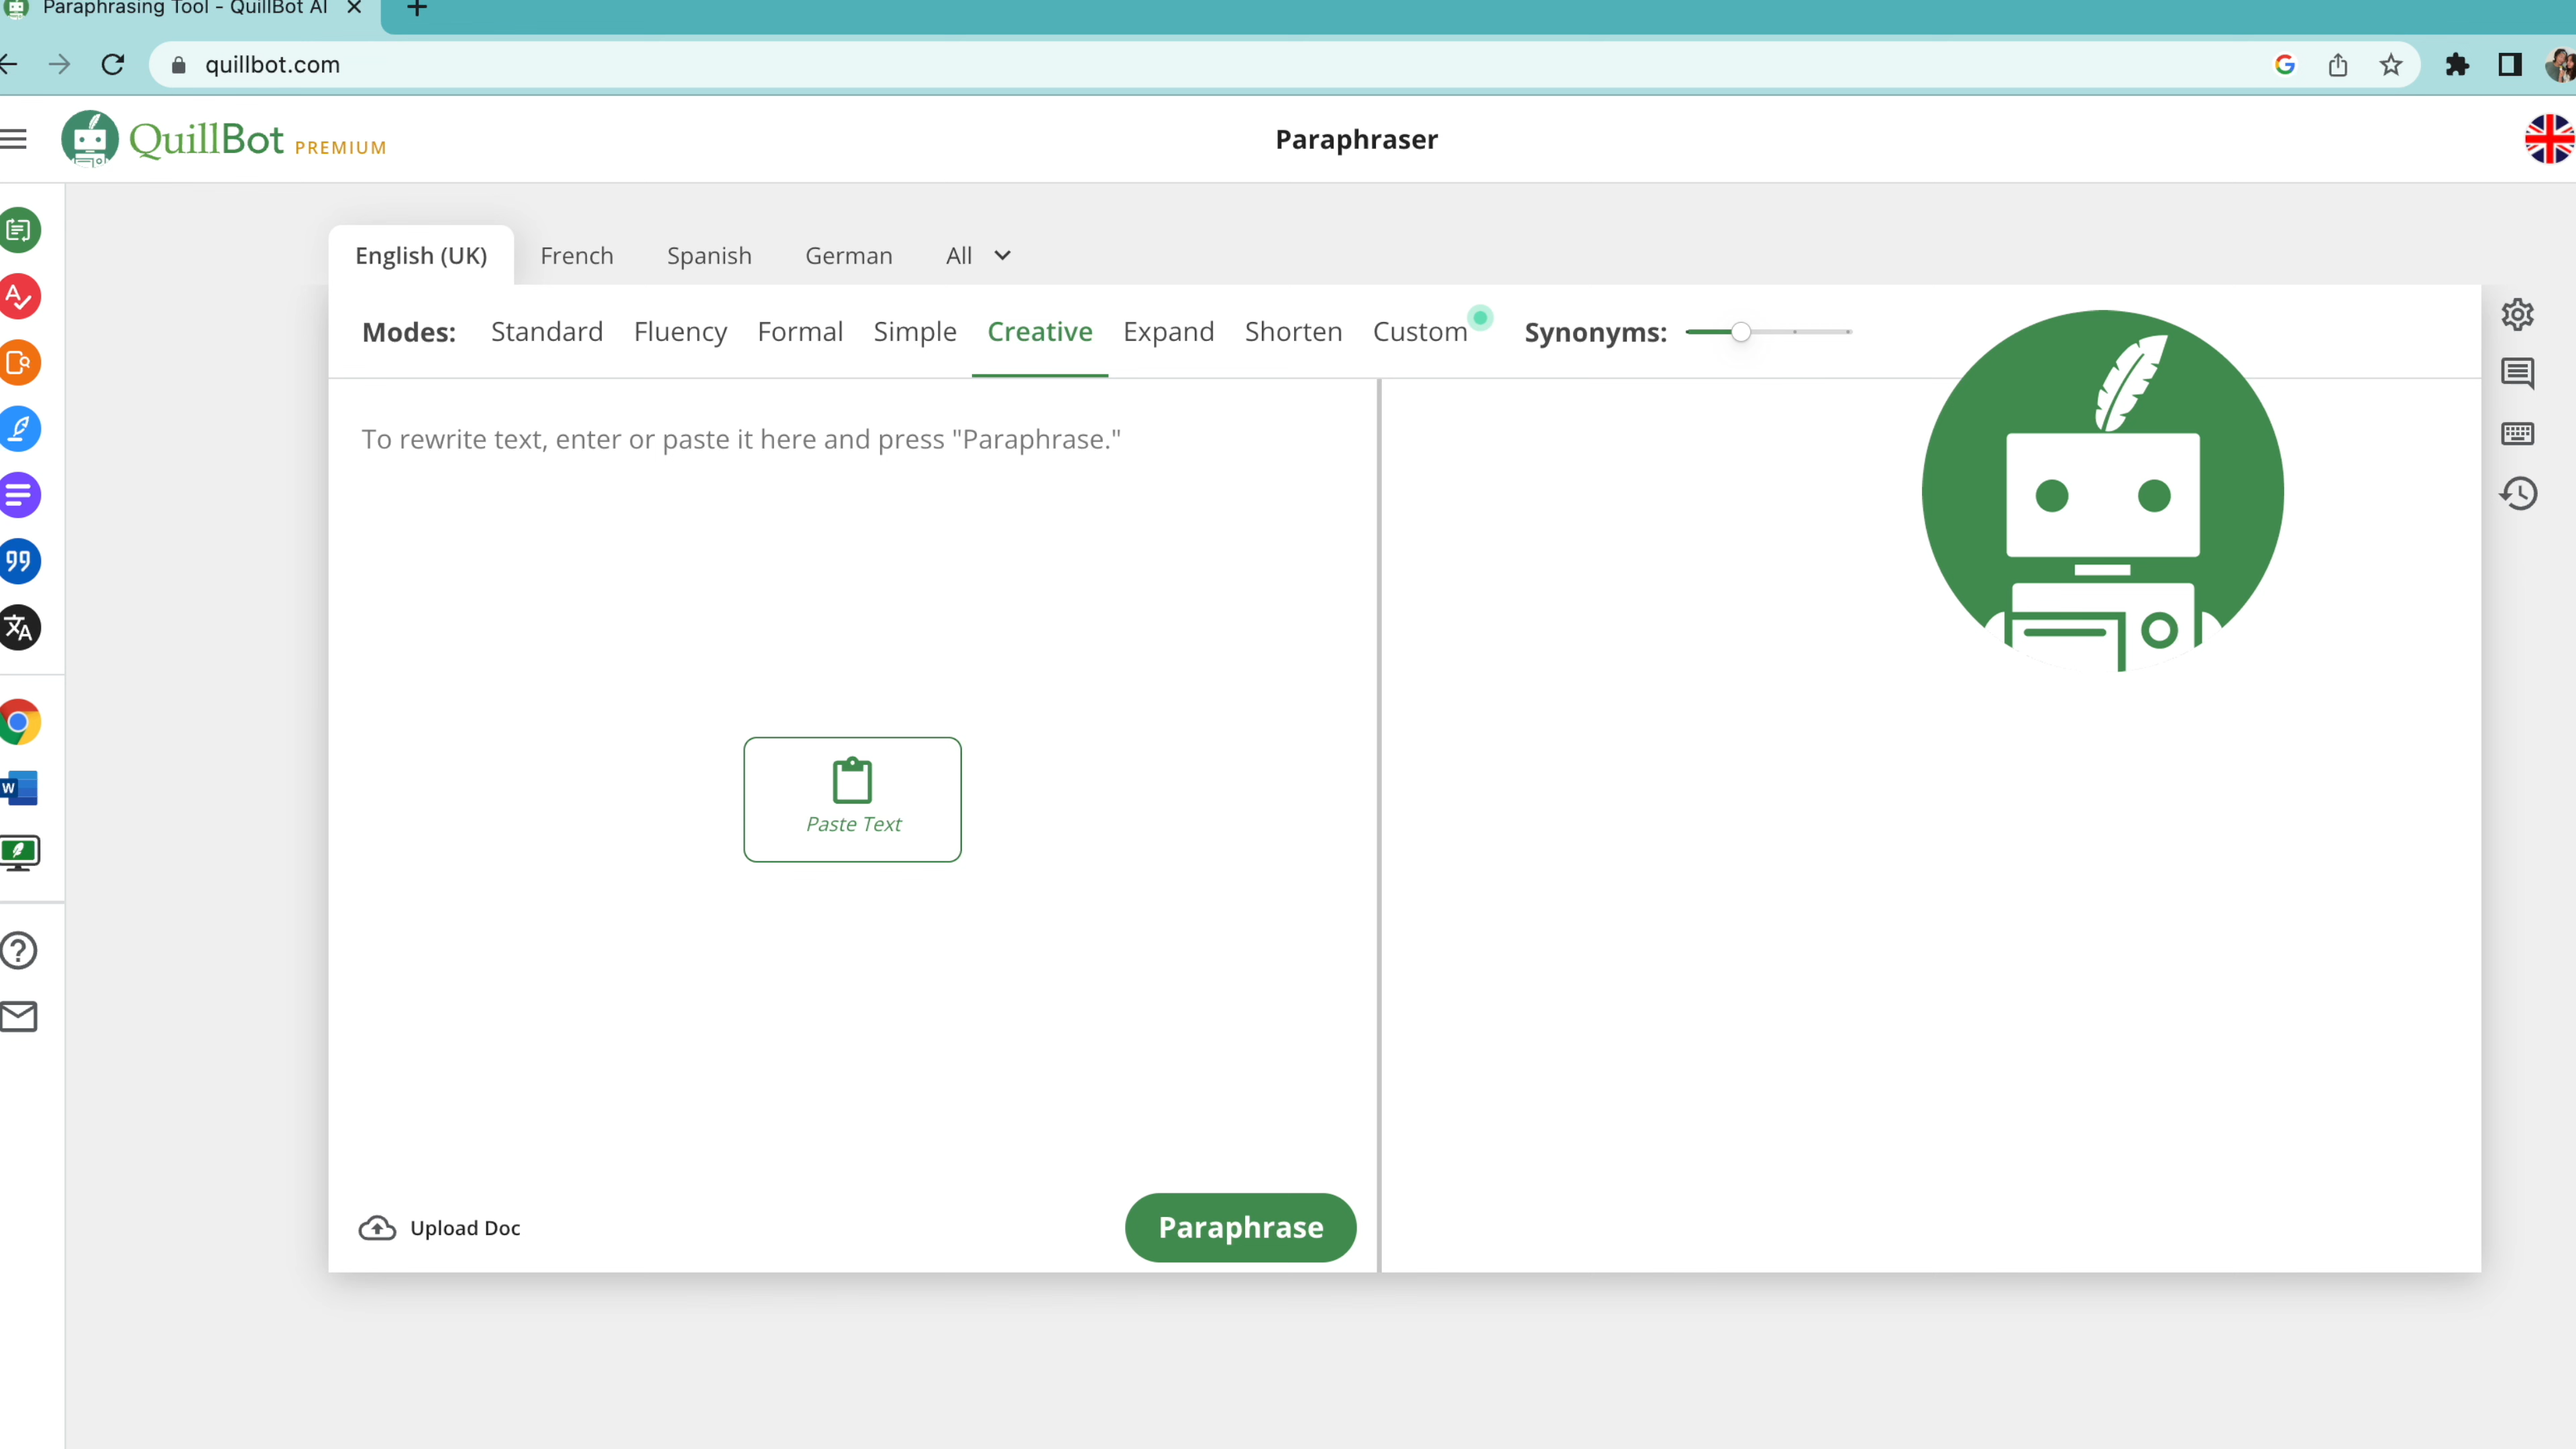 Paraphrasing Tool - QuillBot AI
quillbot.com
QuillBot PREMIUM
Paraphraser
English (UK) French Spanish German All
Modes: Standard Fluency Formal Simple Creative Expand Shorten Custom Synonyms:
To rewrite text, enter or paste it here and press "Paraphrase."
W
Paste Text
Upload Doc
Paraphrase